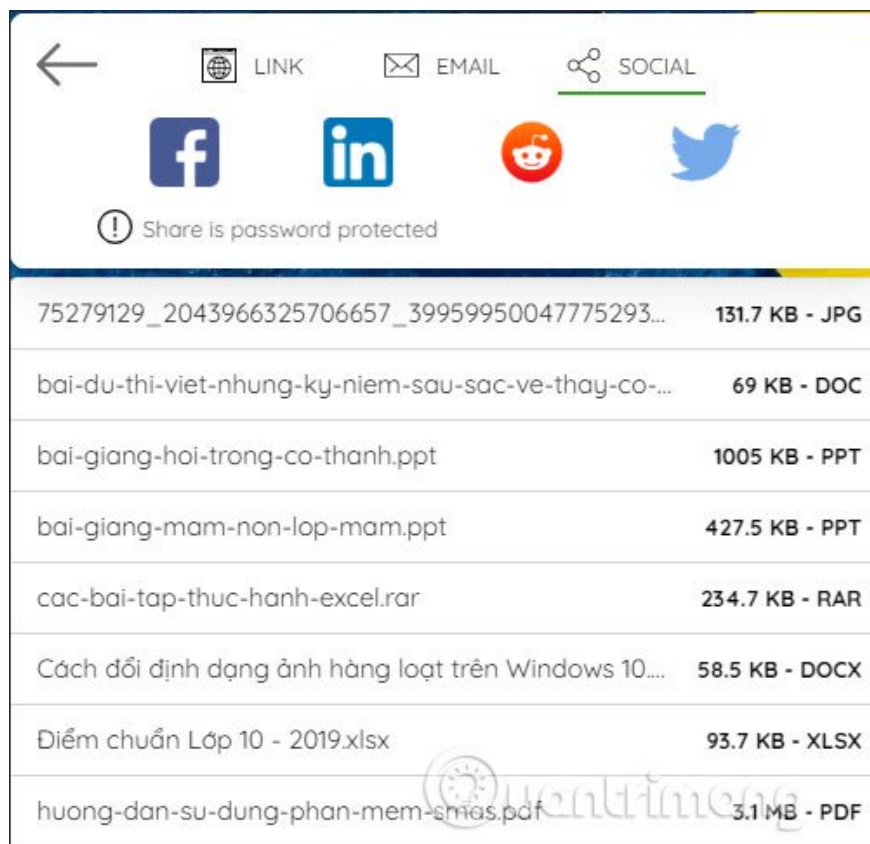 LINK EMAIL SOCIAL
Share is password protected
75279129_2043966325706657_39959950047775293... 131.7 KB - JPG
bai-du-thi-viet-nhung-ky-niem-sau-sac-ve-thay-co-... 69 KB - DOC
bai-giang-hoi-trong-co-thanh.ppt 1005 KB - PPT
bai-giang-mam-non-lop-mam.ppt 427.5 KB - PPT
cac-bai-tap-thuc-hanh-excel.rar 234.7 KB - RAR
Cách đổi định dạng ảnh hàng loạt trên Windows 10.... 58.5 KB - DOCX
Điểm chuẩn Lớp 10 - 2019.xlsx 93.7 KB - XLSX
huong-dan-su-dung-phan-mem-smas.pdf 3.1 MB - PDF
Quantrimang